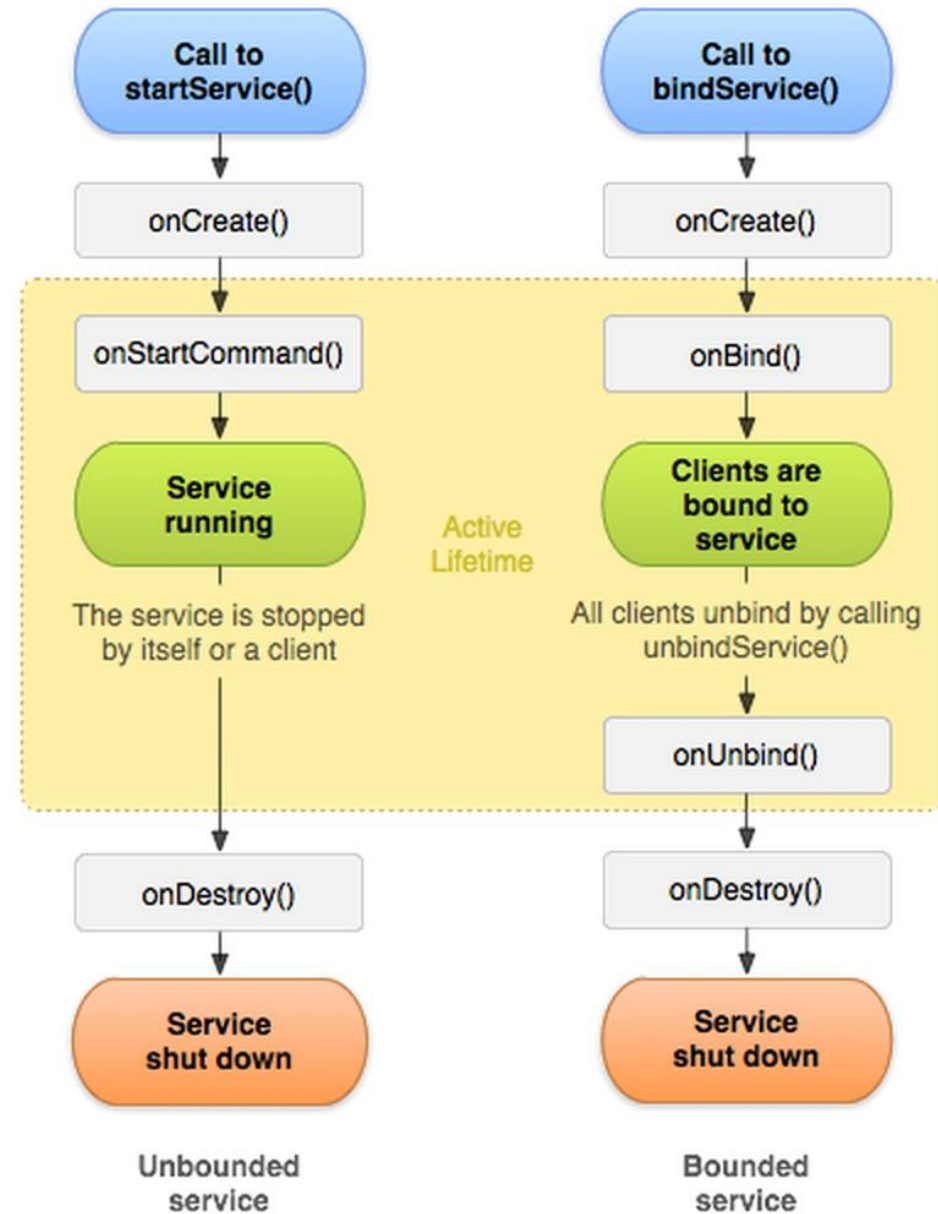 Call to
startService()
onCreate()
onStartCommand()
Service
running
The service is stopped
by itself or a client
onDestroy()
Service
shut down
Unbounded
service
Active
Lifetime
Call to
bindService()
onCreate()
onBind()
Clients are
bound to
service
All clients unbind by calling
unbindService()
onUnbind()
onDestroy()
Service
shut down
Bounded
service